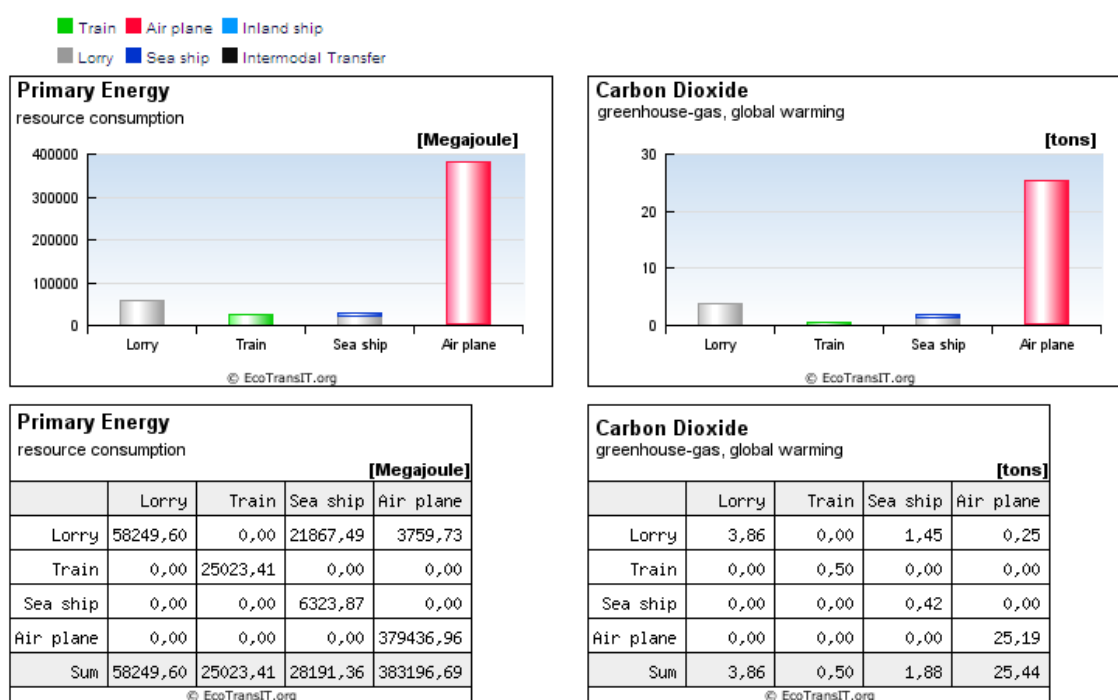 Train Air plane Inland ship
Lorry Sea ship Intermodal Transfer
Primary Energy
resource consumption
[Megajoule]
400000
300000
200000
100000
0
Lorry Train Sea ship Air plane
© EcoTransIT.org
Carbon Dioxide
greenhouse-gas, global warming
[tons]
30
20
10
0
Lorry Train Sea ship Air plane
© EcoTransIT.org
Primary Energy
resource consumption
[Megajoule]
Lorry Train Sea ship Air plane
Lorry 58249,60 0,00 21867,49 3759,73
Train 0,00 25023,41 0,00 0,00
Sea ship 0,00 0,00 6323,87 0,00
Air plane 0,00 0,00 0,00 379436,96
Sum 58249,60 25023,41 28191,36 383196,69
© EcoTransIT.org
Carbon Dioxide
greenhouse-gas, global warming
[tons]
Lorry Train Sea ship Air plane
Lorry 3,86 0,00 1,45 0,25
Train 0,00 0,50 0,00 0,00
Sea ship 0,00 0,00 0,42 0,00
Air plane 0,00 0,00 0,00 25,19
Sum 3,86 0,50 1,88 25,44
© EcoTransIT.org